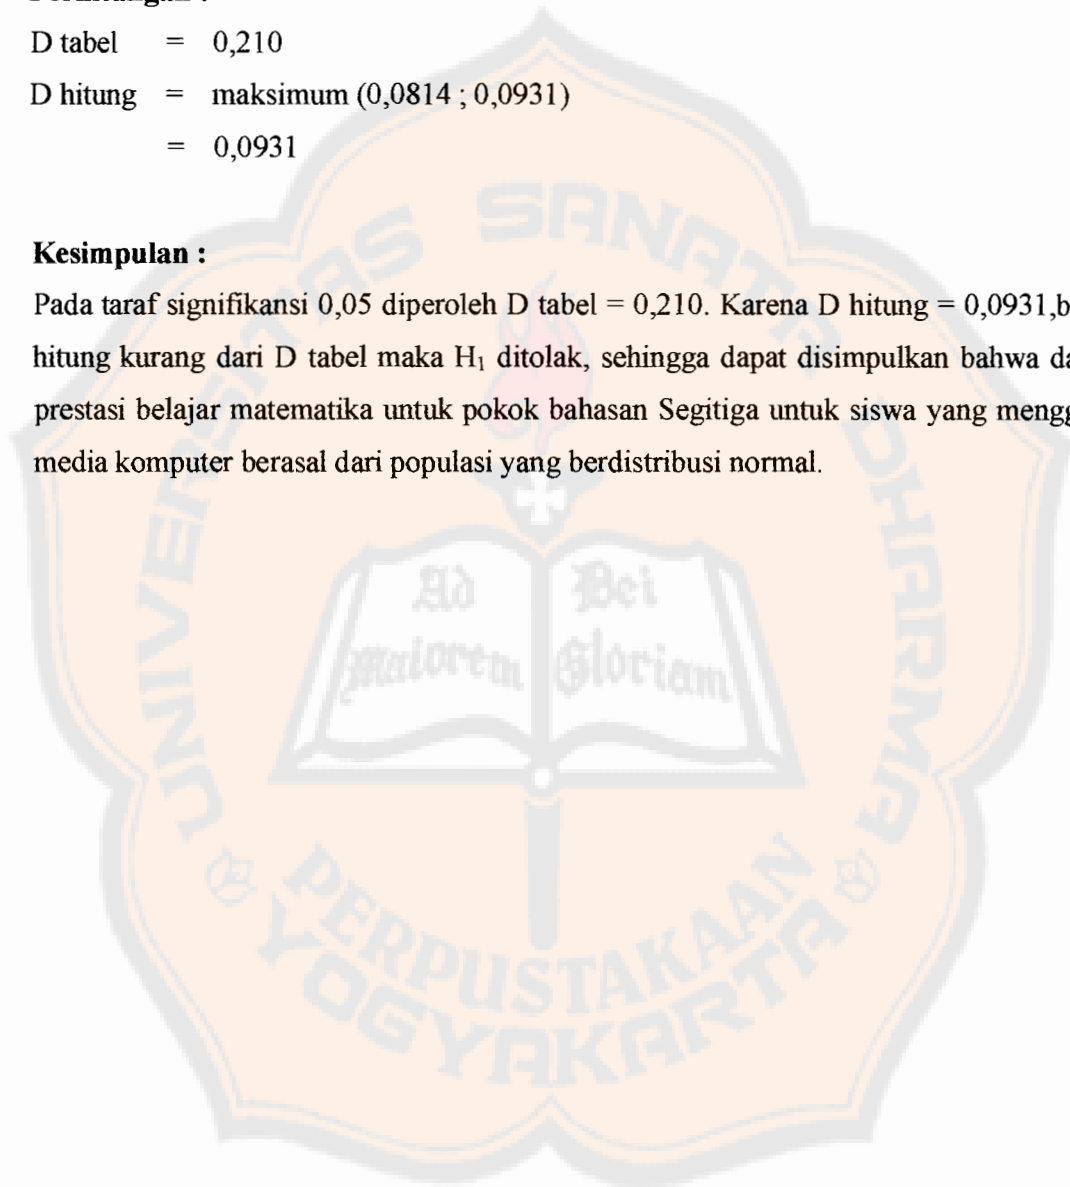 D tabel = 0,210
D hitung = maksimum (0,0814 ; 0,0931)
= 0,0931
Kesimpulan :
Pada taraf signifikansi 0,05 diperoleh D tabel = 0,210. Karena D hitung = 0,0931,b
hitung kurang dari D tabel maka H₁ ditolak, sehingga dapat disimpulkan bahwa da
prestasi belajar matematika untuk pokok bahasan Segitiga untuk siswa yang mengg
media komputer berasal dari populasi yang berdistribusi normal.
UNIVERSITAS SANATA DHARMA
Ad Dei
maiorem Gloriam
PERPUSTAKAAN
YOGYAKARTA